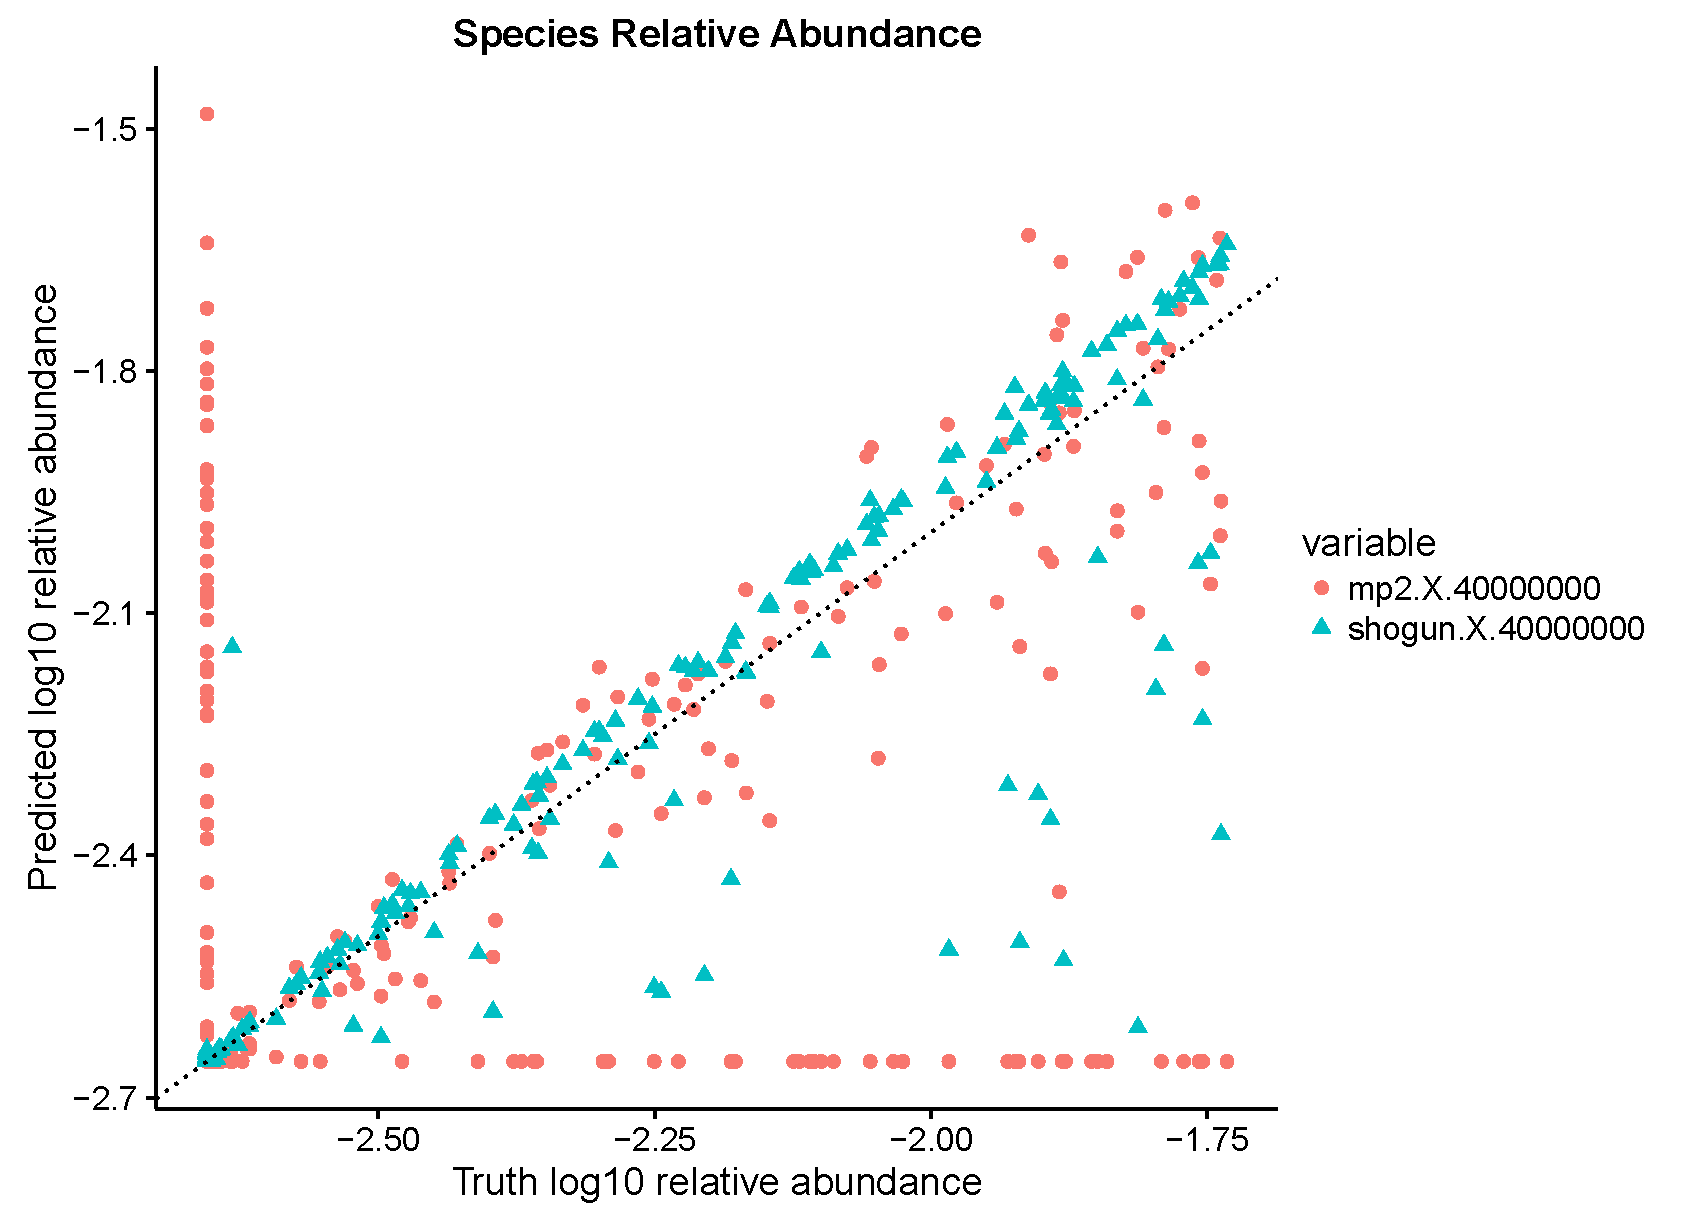 Species Relative Abundance
Predicted log10 relative abundance
−1.5
−1.8
−2.1
−2.4
−2.7
−2.50 −2.25 −2.00 −1.75
Truth log10 relative abundance
variable
mp2.X.40000000
shogun.X.40000000